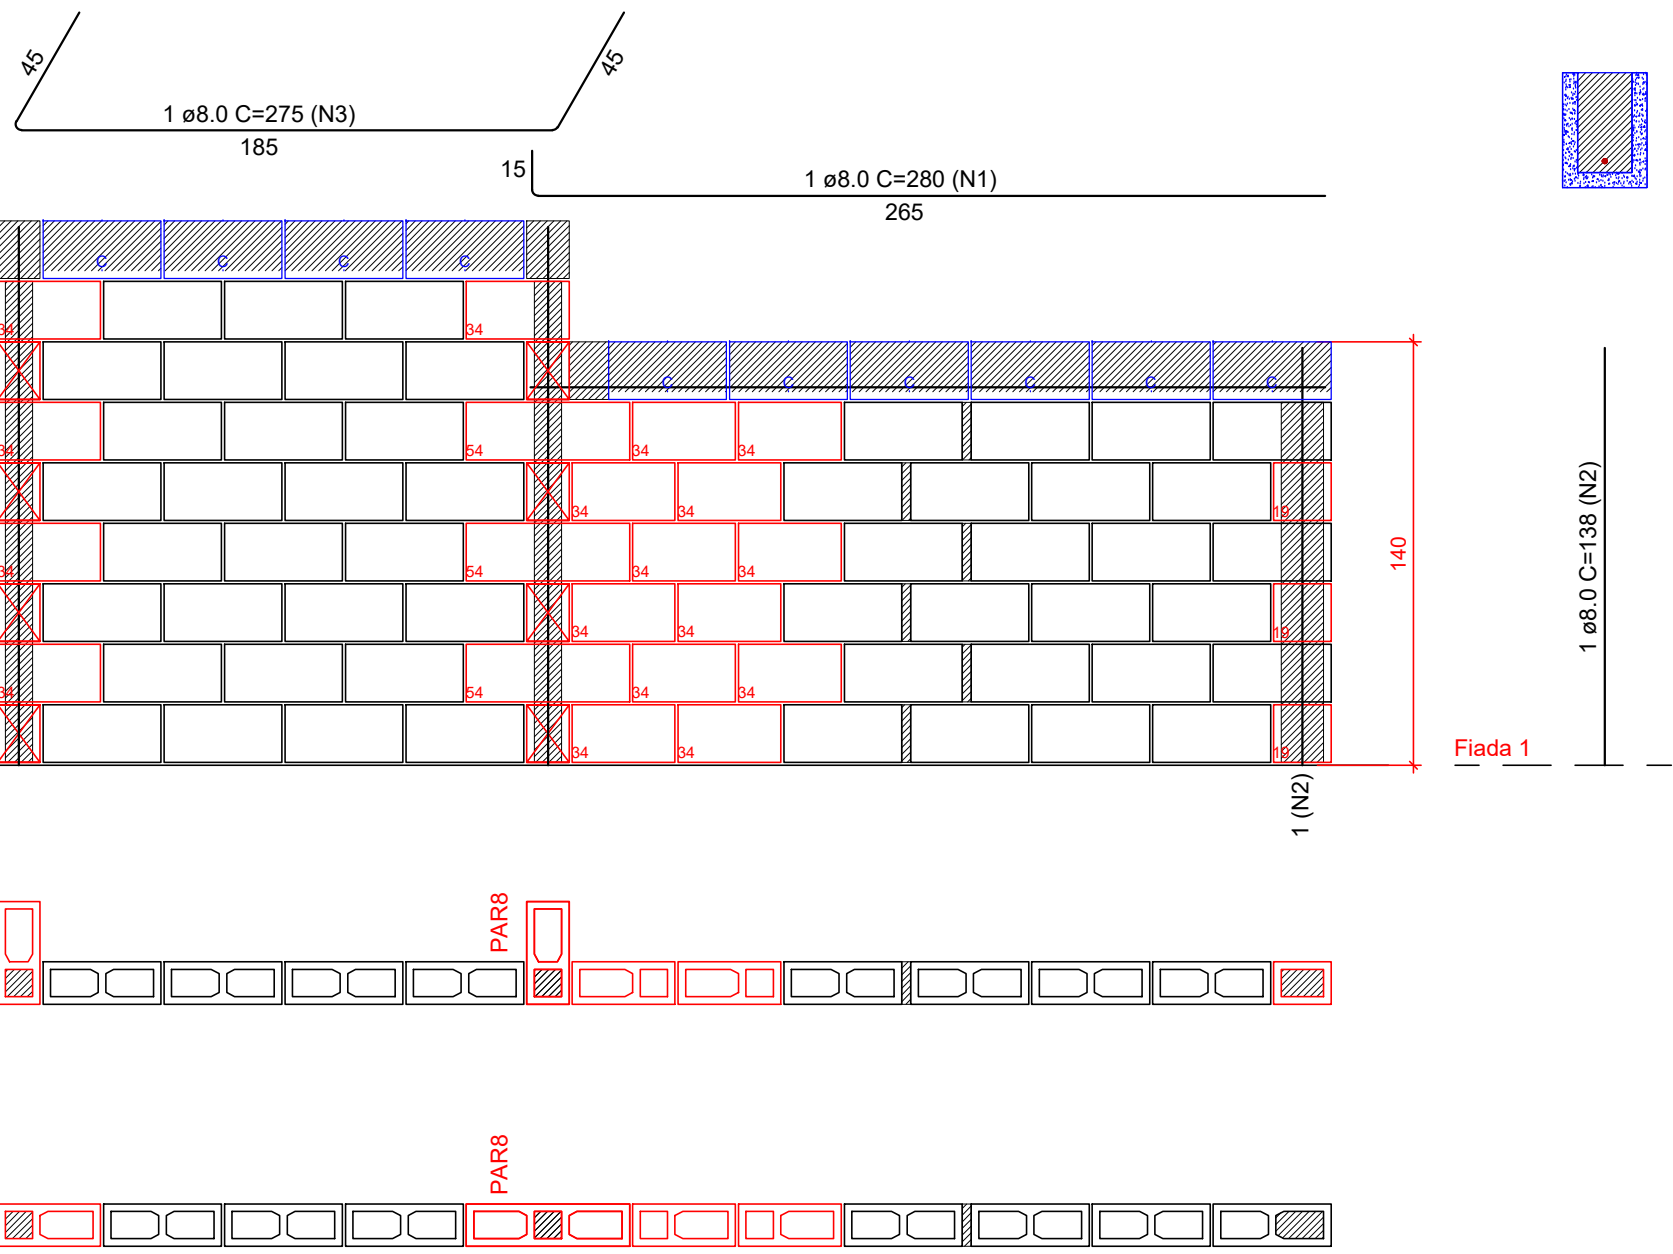 45
45
1 ø8.0 C=275 (N3)
185
15
1 ø8.0 C=280 (N1)
265
C C C C
34 34
C C C C C C
34 54 34 34
34 34 19
34 54 34 34
34 34 19
34 54 34 34
34 34 19
140
1 ø8.0 C=138 (N2)
Fiada 1
1 (N2)
PAR8
PAR8